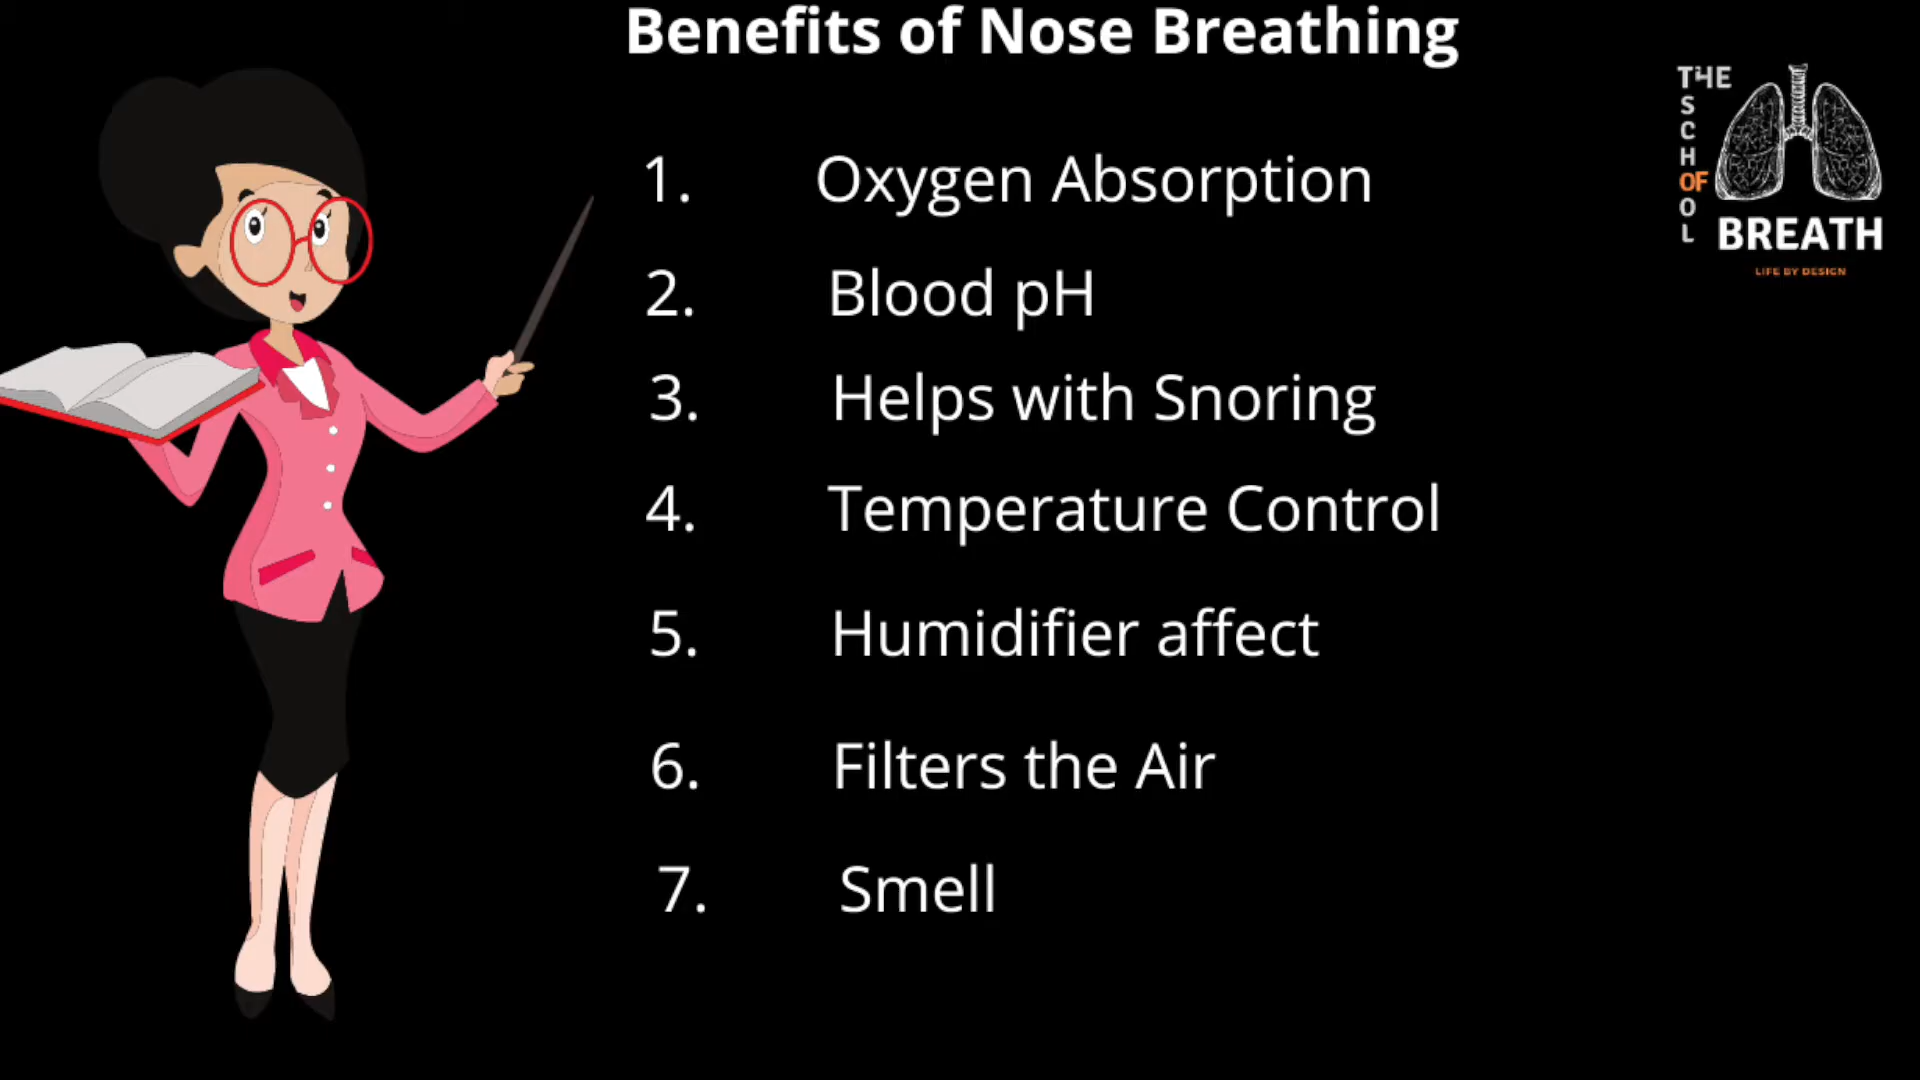 Benefits of Nose Breathing
1. Oxygen Absorption
2. Blood pH
3. Helps with Snoring
4. Temperature Control
5. Humidifier affect
6. Filters the Air
7. Smell
THE
SCHOOL
OF
BREATH
LIFE BY DESIGN